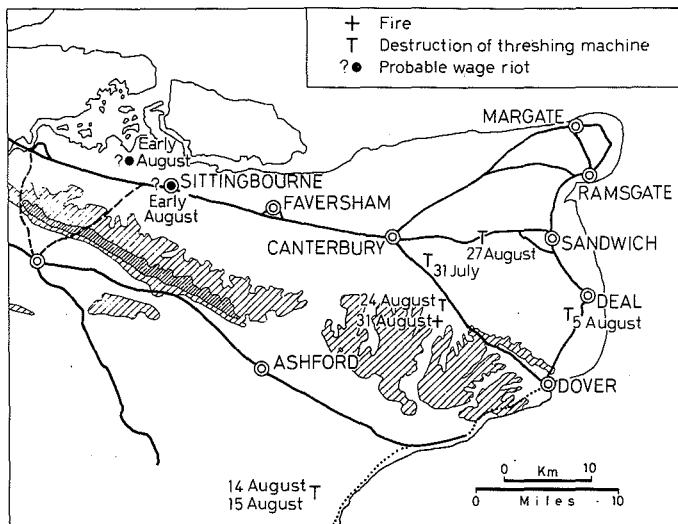 + Fire
T Destruction of threshing machine
?● Probable wage riot
MARGATE
Early
?● August
RAMSGATE
? SITTINGBOURNE
Early
August
FAVERSHAM
CANTERBURY
SANDWICH
T 27 August
T 31 July
DEAL
24 August T
31 August +
T 5 August
ASHFORD
DOVER
14 August T
15 August
0 Km 10
0 Miles 10